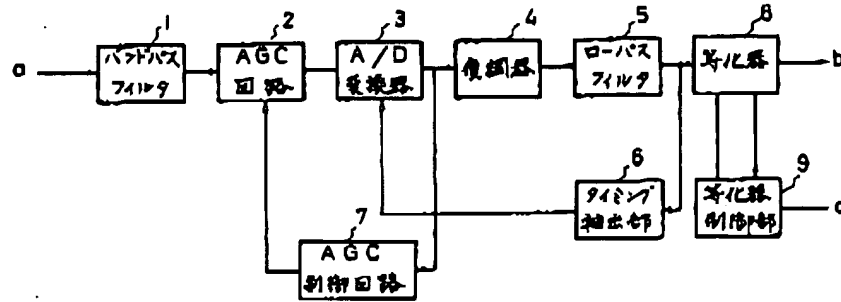 1
2
3
4
5
8
a
バンドパス
フィルタ
AGC
回路
A/D
変換器
復調器
ローパス
フィルタ
等化器
b
6
タイミング
抽出部
9
等化器
制御部
7
AGC
制御回路